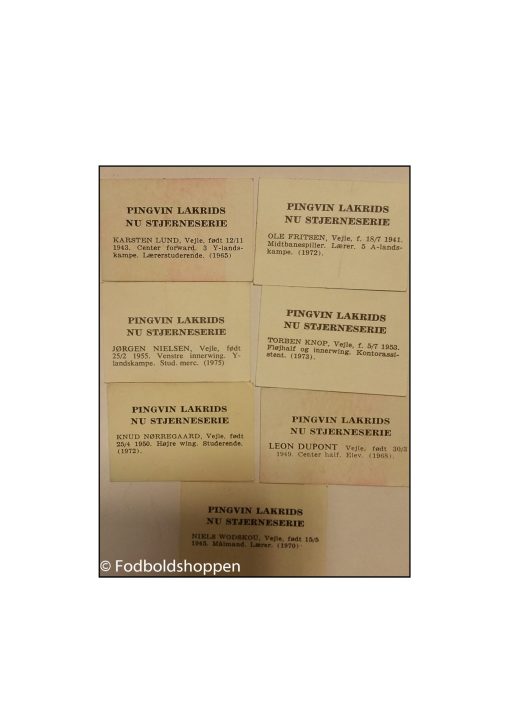 PINGVIN LAKRIDS
NU STJERNESERIE
KARSTEN LUND, Vejle, født 12/11
1943. Center forward. 3 Y-lands-
kampe. Lærerstuderende. (1965)
PINGVIN LAKRIDS
NU STJERNESERIE
OLE FRITSEN, Vejle, f. 18/7 1941.
Midtbanespiller. Lærer. 5 A-lands-
kampe. (1972).
PINGVIN LAKRIDS
NU STJERNESERIE
JØRGEN NIELSEN, Vejle, født
25/2 1955. Venstre innerwing. Y-
landskampe. Stud. merc. (1975)
PINGVIN LAKRIDS
NU STJERNESERIE
TORBEN KNOP, Vejle, f. 5/7 1953.
Fløjhalf og innerwing. Kontorassi-
stent. (1973).
PINGVIN LAKRIDS
NU STJERNESERIE
KNUD NØRREGAARD, Vejle, født
25/4 1950. Højre wing. Studerende.
(1972).
PINGVIN LAKRIDS
NU STJERNESERIE
LEON DUPONT Vejle, født 30/3
1949. Center half. Elev. (1968).
PINGVIN LAKRIDS
NU STJERNESERIE
NIELS WODSKOU, Vejle, født 15/5
1945. Målmand. Lærer. (1970)
© Fodboldshoppen